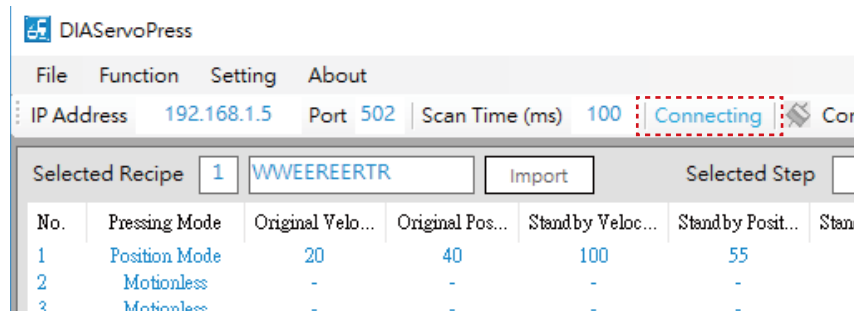 DIAServoPress
File Function Setting About
IP Address 192.168.1.5 Port 502 Scan Time (ms) 100 Connecting
Selected Recipe 1 WWEEREERTR Import Selected Step
No. Pressing Mode Original Velo... Original Pos... Standby Veloc... Standby Posit...
1 Position Mode 20 40 100 55
2 Motionless - - - -
3 Motionless - - - -